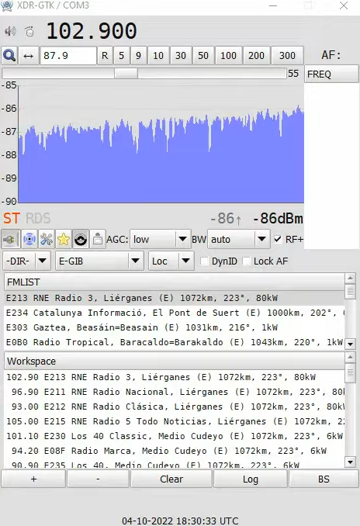 XDR-GTK / COM3
102.900
87.9 R 5 9 10 30 50 100 200 300 AF:
55 FREQ
-85
-86
-87
-88
-89
-90
ST RDS -86↑ -86dBm
AGC: low BW auto ✓ RF+
-DIR- E-GIB Loc DynID Lock AF
FMLIST
E213 RNE Radio 3, Liérganes (E) 1072km, 223°, 80kW
E234 Catalunya Informació, El Pont de Suert (E) 1000km, 202°, (
E303 Gaztea, Beasáin=Beasain (E) 1031km, 216°, 1kW
E0B0 Radio Tropical, Baracaldo=Barakaldo (E) 1043km, 220°, 1kW
Workspace
102.90 E213 RNE Radio 3, Liérganes (E) 1072km, 223°, 80kW
96.90 E211 Radio Nacional, Liérganes (E) 1072km, 223°, 80
93.00 E212 Radio Clásica, Liérganes (E) 1072km, 223°, 80k
105.00 E215 RNE Radio 5 Todo Noticias, Liérganes (E) 1072km, 22
101.10 E230 Los 40 Classic, Medio Cudeyo (E) 1072km, 223°, 6kW
94.20 E08F Radio Marca, Medio Cudeyo (E) 1072km, 223°, 6kW
90.90 E235 Los 40, Medio Cudeyo (E) 1072km, 223°, 6kW
+ - Clear Log BS
04-10-2022 18:30:33 UTC